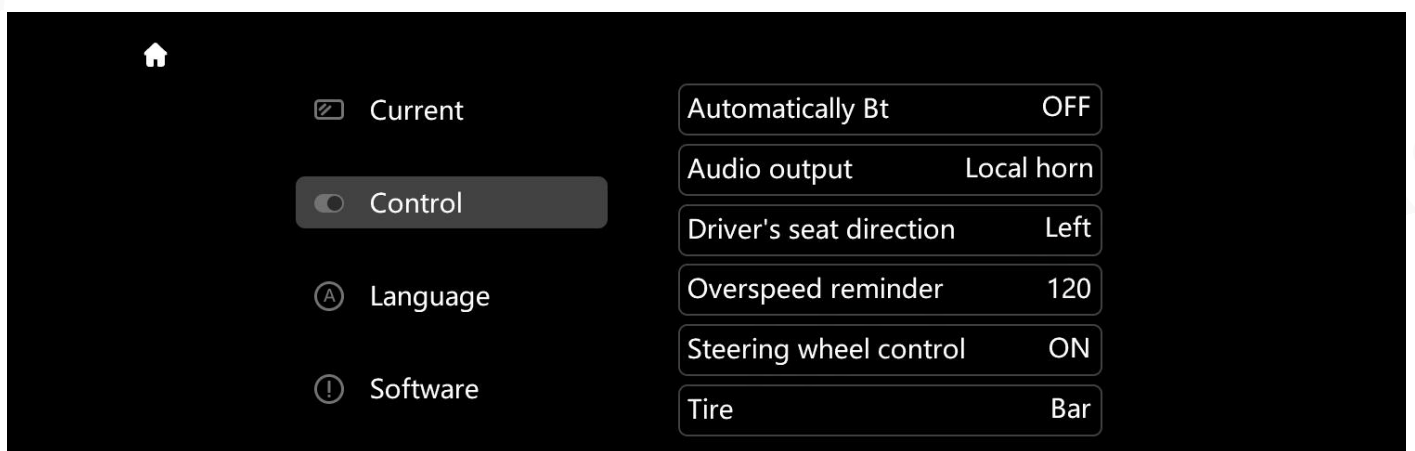 Current
Control
Language
Software
Automatically Bt OFF
Audio output Local horn
Driver's seat direction Left
Overspeed reminder 120
Steering wheel control ON
Tire Bar